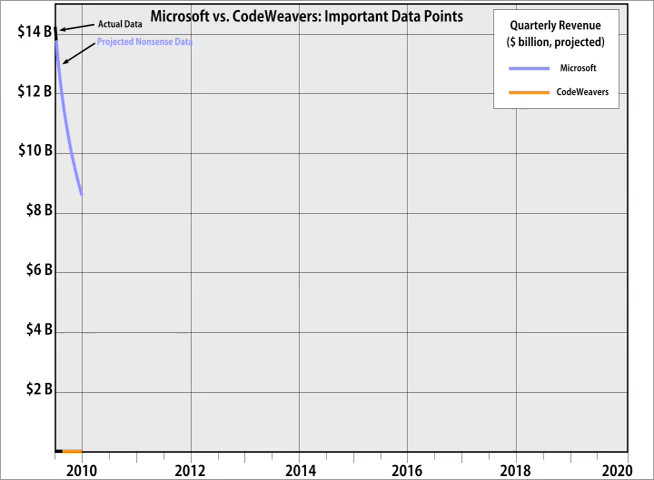 Microsoft vs. CodeWeavers: Important Data Points
Actual Data
Projected Nonsense Data
Quarterly Revenue
($ billion, projected)
Microsoft
CodeWeavers
$14 B
$12 B
$10 B
$8 B
$6 B
$4 B
$2 B
2010 2012 2014 2016 2018 2020